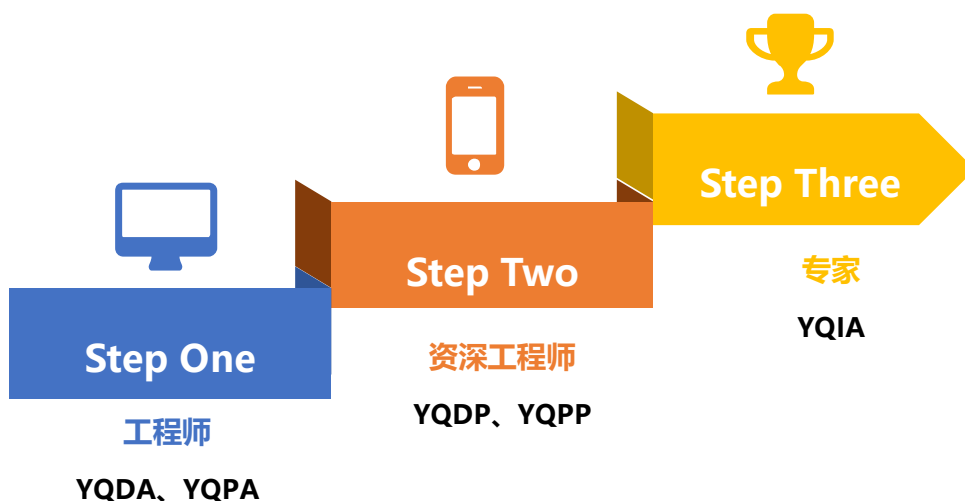 Step One
工程师
YQDA、YQPA
Step Two
资深工程师
YQDP、YQPP
Step Three
专家
YQIA